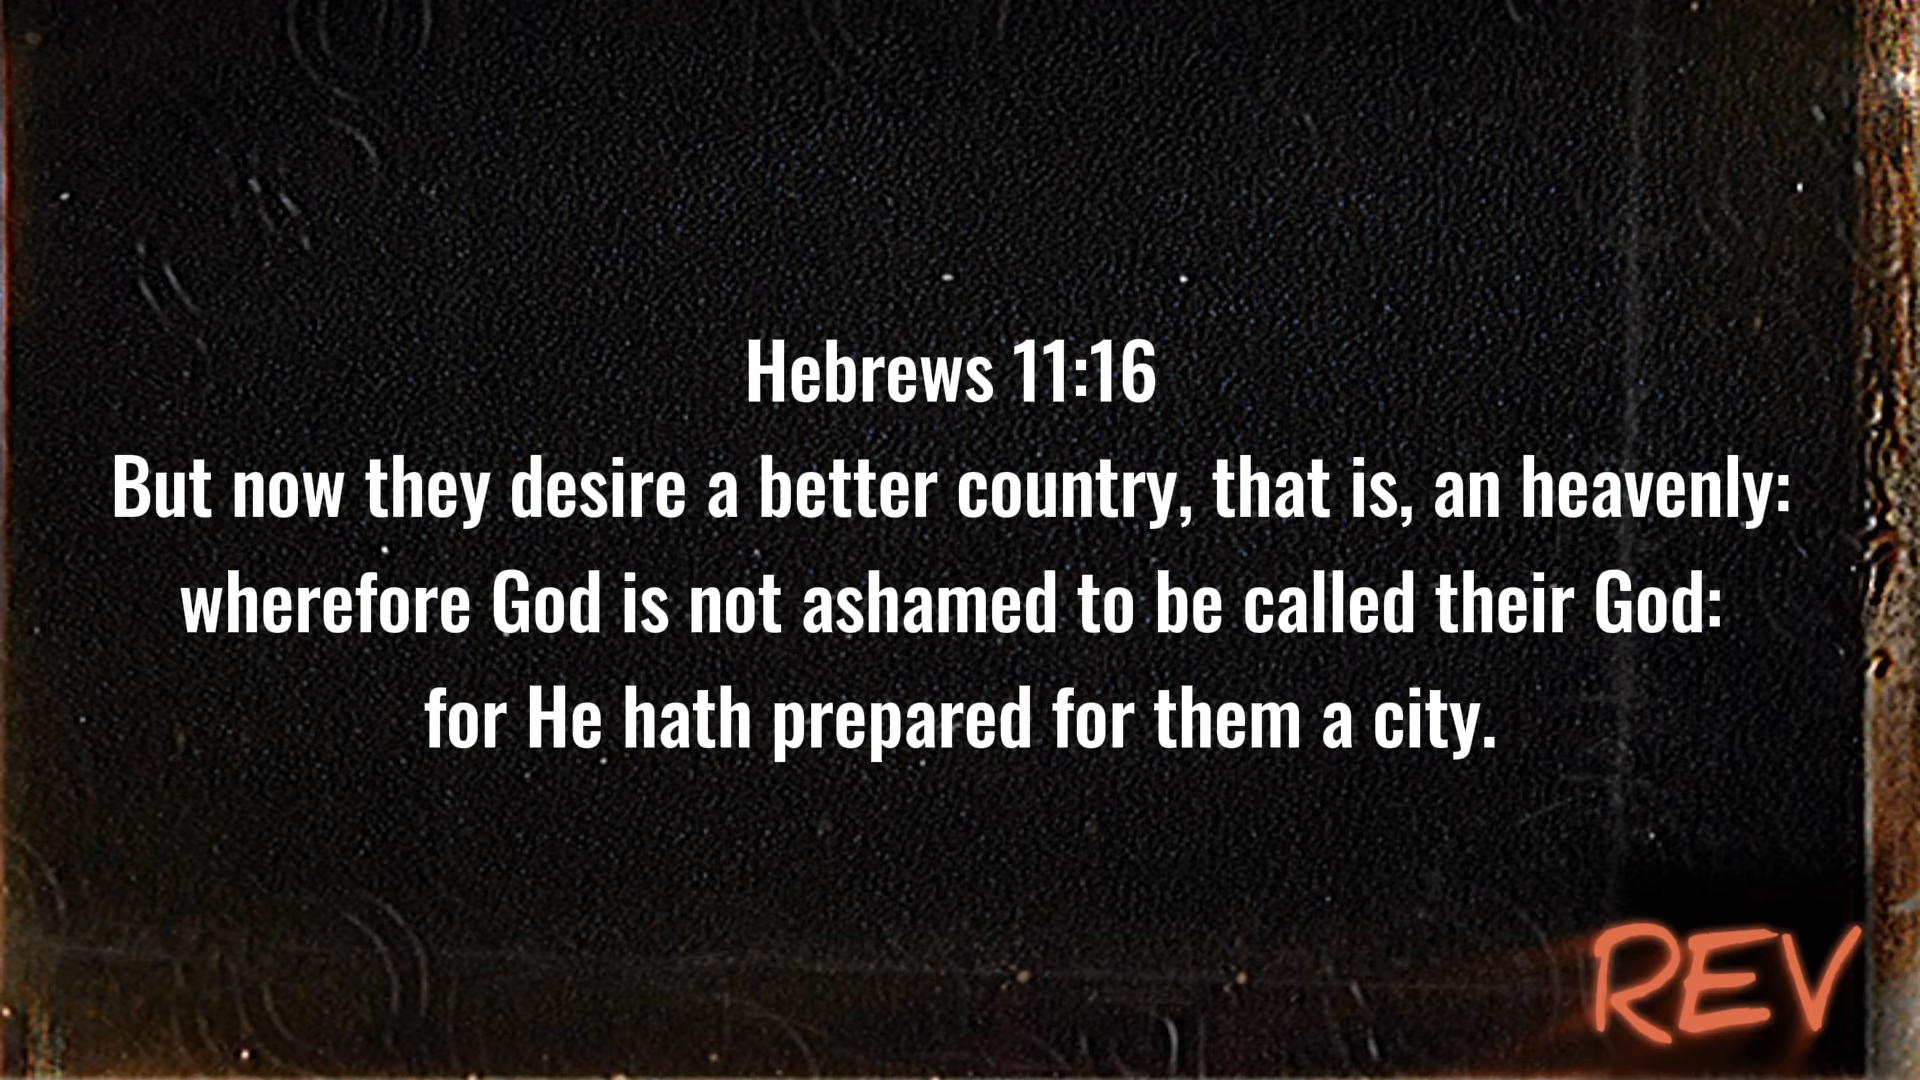 Hebrews 11:16
But now they desire a better country, that is, an heavenly:
wherefore God is not ashamed to be called their God:
for He hath prepared for them a city.
REV